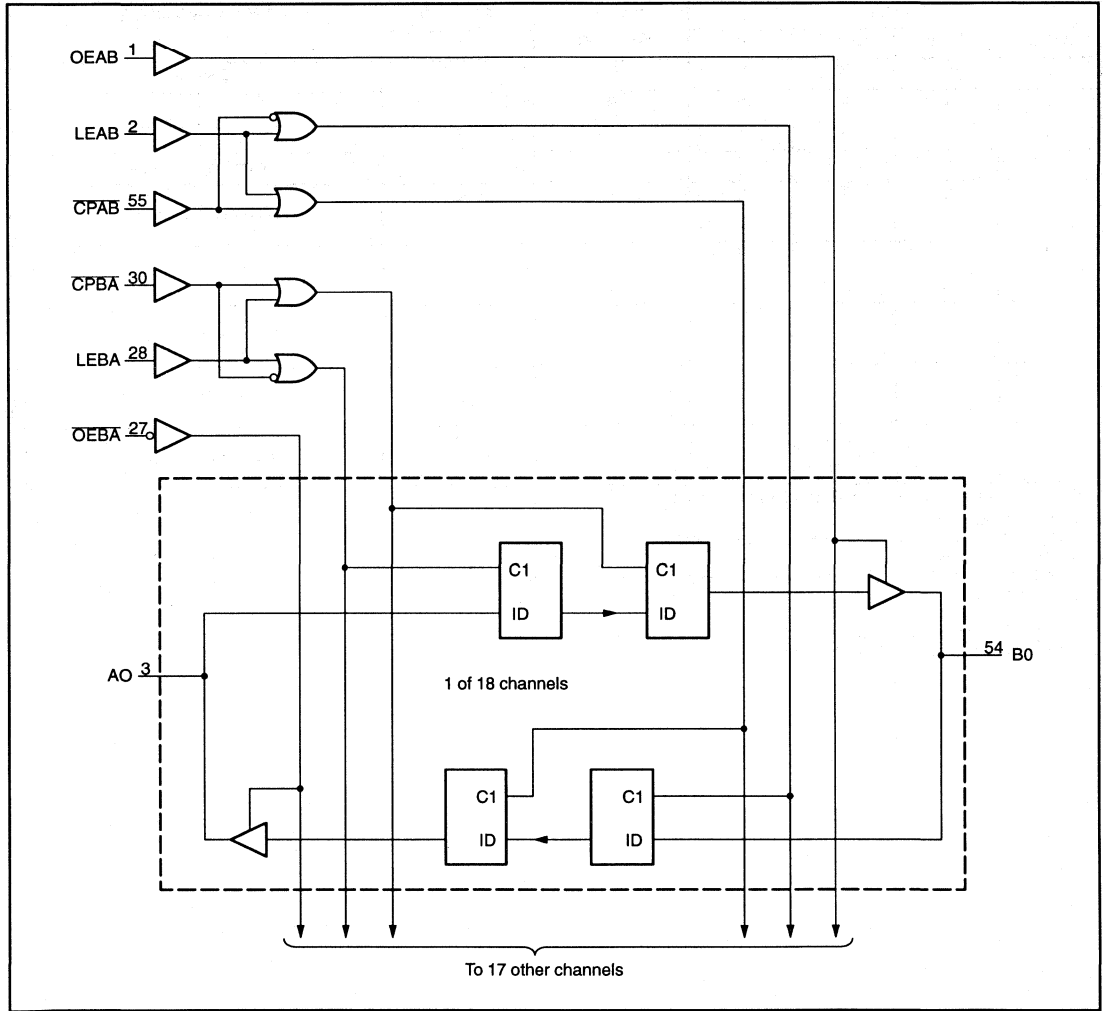 OEAB 1
LEAB 2
CPAB 55
CPBA 30
LEBA 28
OEBA 27
C1
C1
ID
ID
AO 3
54 B0
1 of 18 channels
C1
C1
ID
ID
To 17 other channels